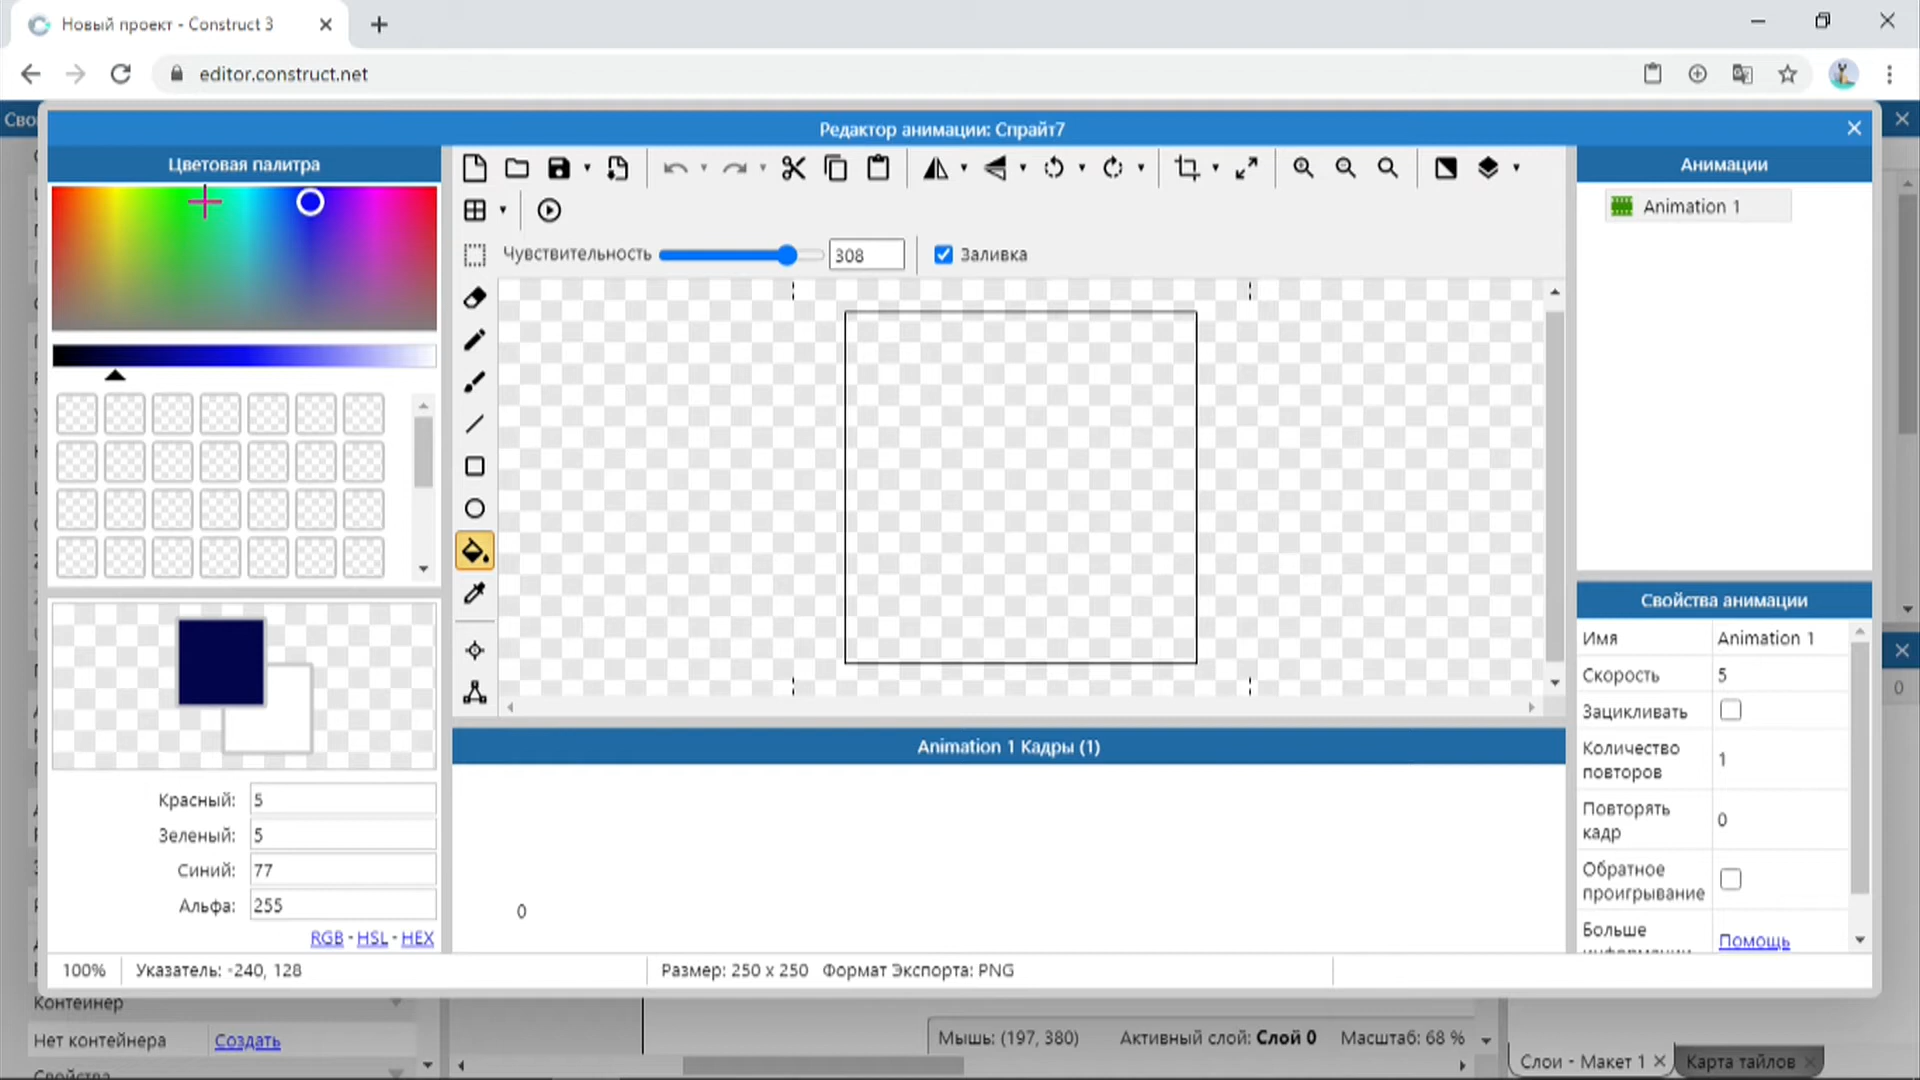 Новый проект - Construct 3
editor.construct.net
Сво
Редактор анимации: Спрайт7
Цветовая палитра
Анимации
Animation 1
Чувствительность 308 Заливка
Свойства анимации
Имя Animation 1
Скорость 5
Зацикливать
Количество повторов 1
Повторять кадр 0
Обратное проигрывание
Больше
Помощь
0
Animation 1 Кадры (1)
0
Красный: 5
Зеленый: 5
Синий: 77
Альфа: 255
RGB - HSL - HEX
100% Указатель: -240, 128 Размер: 250 x 250 Формат Экспорта: PNG
Контейнер
Нет контейнера Создать
Свойства
Мышь: (197, 380) Активный слой: Слой 0 Масштаб: 68 %
Слои - Макет 1 Карта тайлов